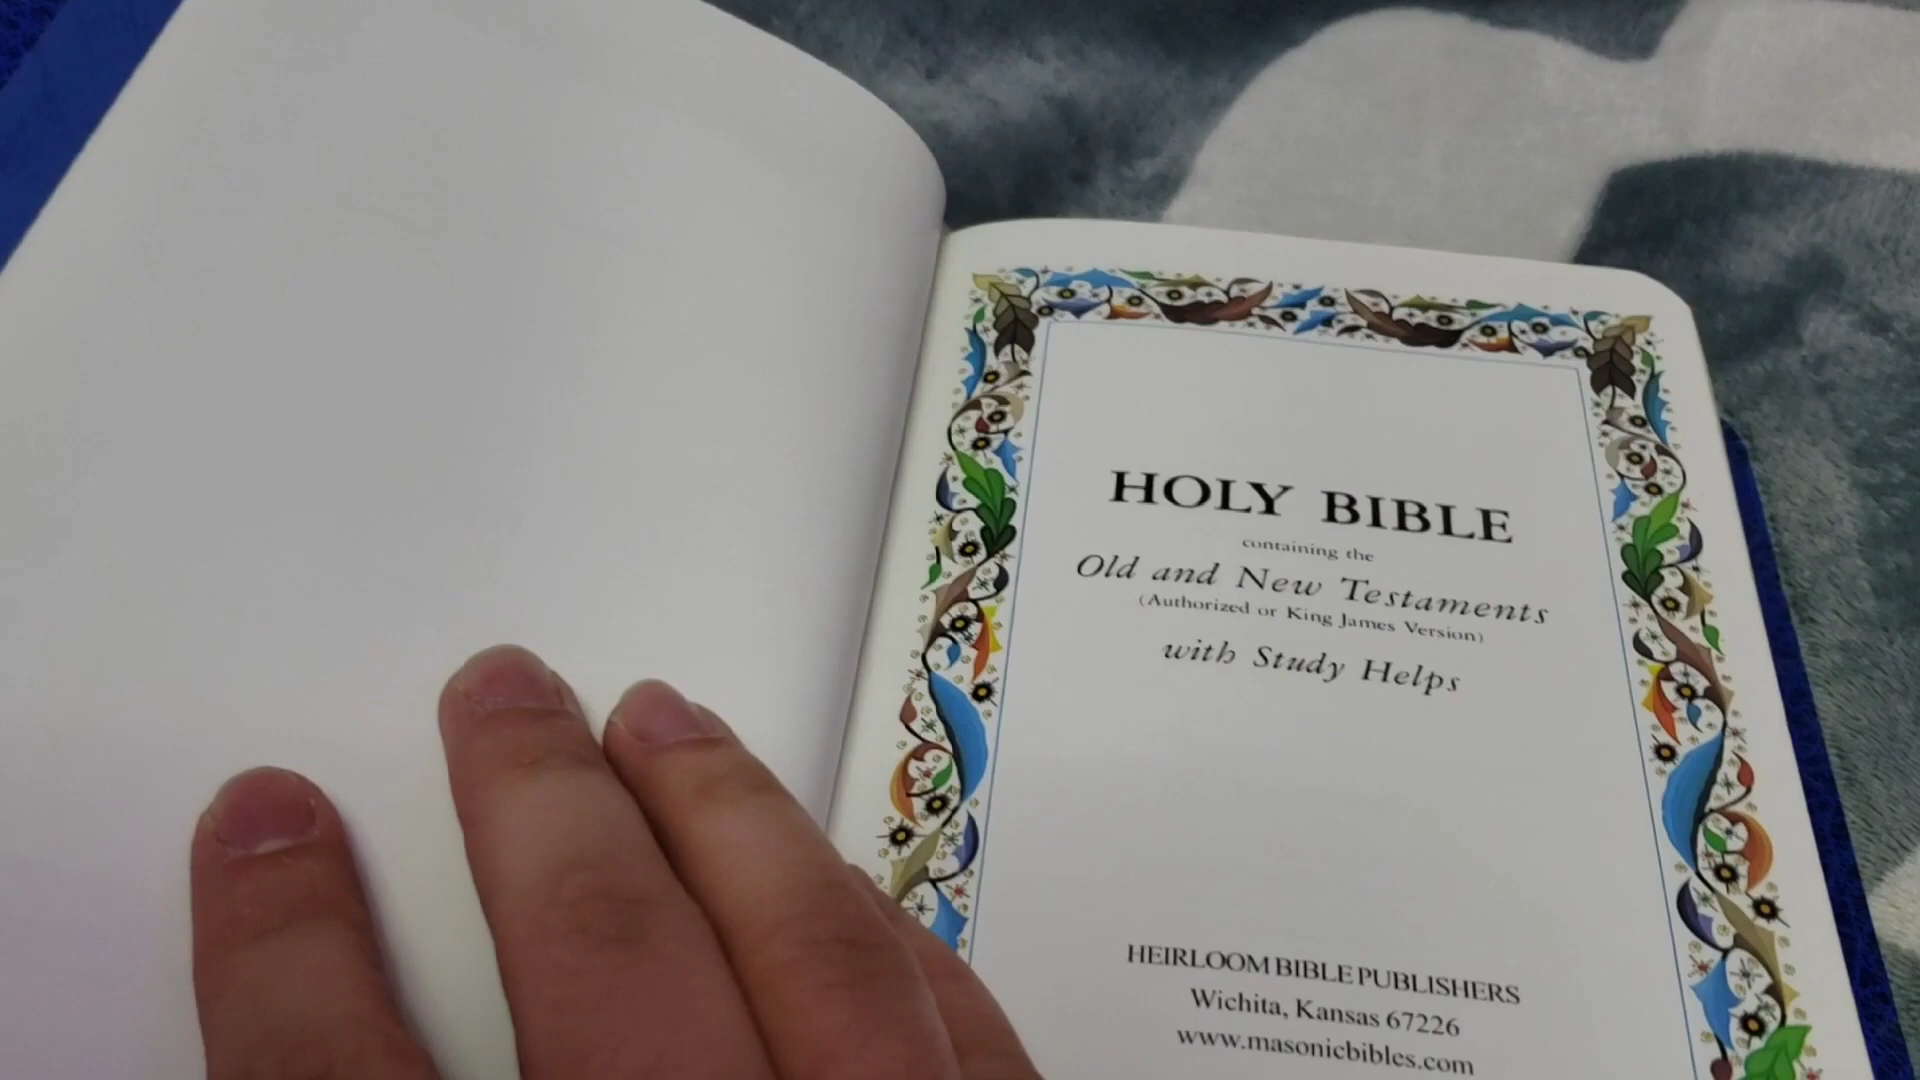 HOLY BIBLE
containing the
Old and New Testaments
(Authorized or King James Version)
with Study Helps
HEIRLOOM BIBLE PUBLISHERS
Wichita, Kansas 67226
www.masonicbibles.com